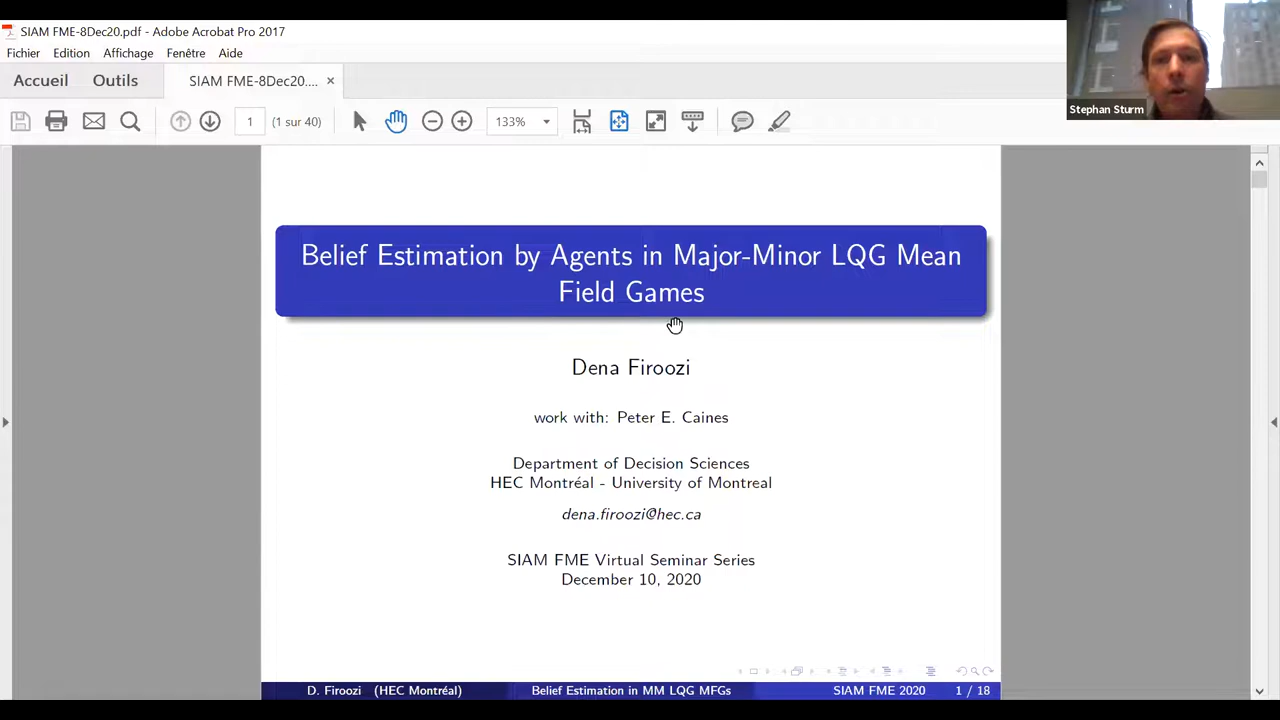 SIAM FME-8Dec20.pdf - Adobe Acrobat Pro 2017
Fichier Edition Affichage Fenêtre Aide
Accueil Outils SIAM FME-8Dec20.... ×
1 (1 sur 40) 133%
Stephan Sturm
Belief Estimation by Agents in Major-Minor LQG Mean
Field Games
Dena Firoozi
work with: Peter E. Caines
Department of Decision Sciences
HEC Montréal - University of Montreal
dena.firoozi@hec.ca
SIAM FME Virtual Seminar Series
December 10, 2020
D. Firoozi (HEC Montréal) Belief Estimation in MM LQG MFGs SIAM FME 2020 1 / 18